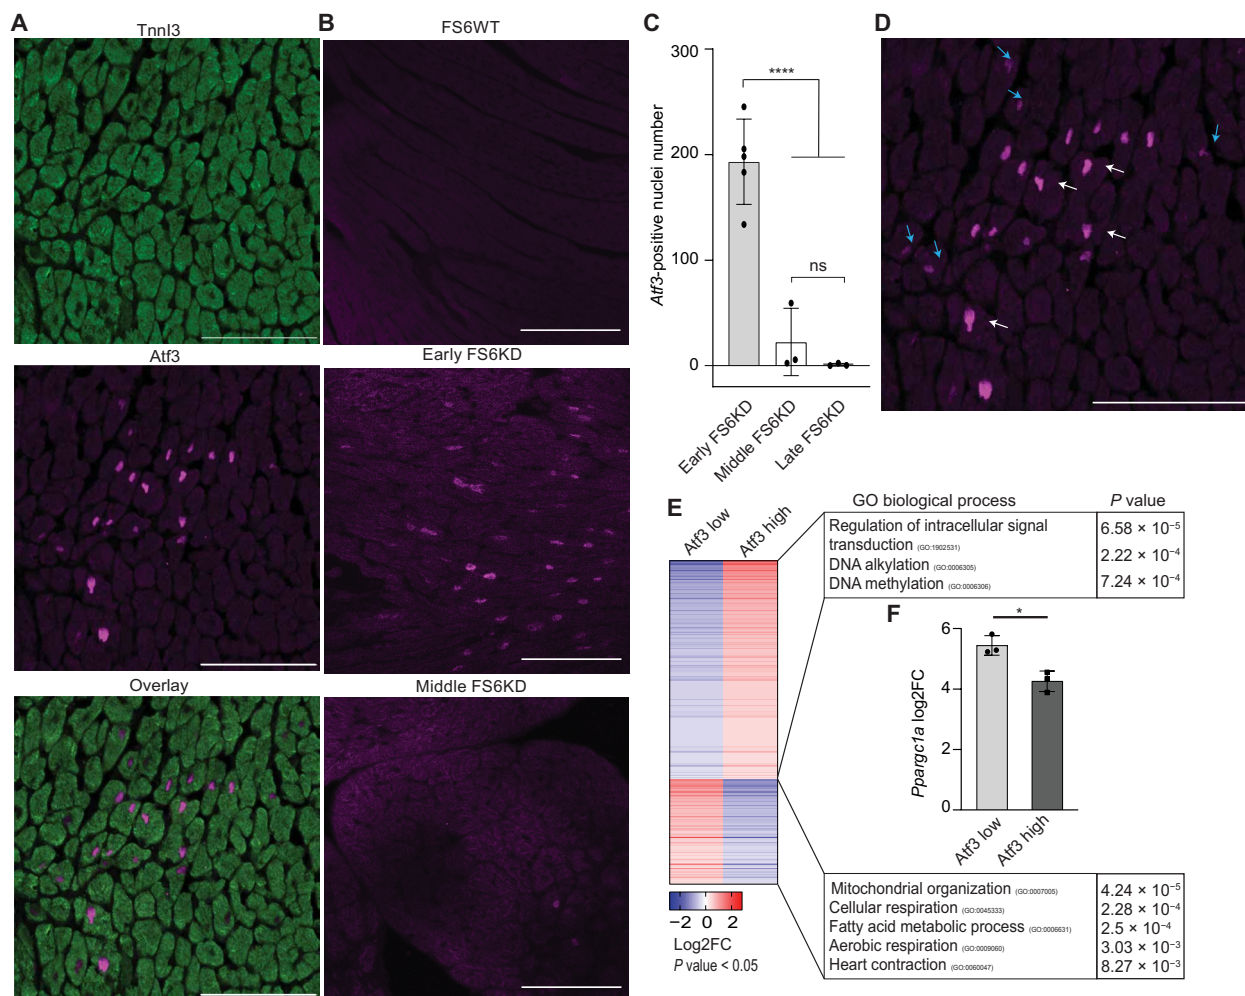 A
TnnI3
Atf3
Overlay
B
FS6WT
Early FS6KD
Middle FS6KD
C
Atf3-positive nuclei number
300
200
100
0
****
ns
Early FS6KD
Middle FS6KD
Late FS6KD
D
E
Atf3 low
Atf3 high
−2 0 2
Log2FC
P value < 0.05
GO biological process
P value
Regulation of intracellular signal
transduction (GO:1902531)
DNA alkylation (GO:0006305)
DNA methylation (GO:0006306)
6.58 × 10⁻⁵
2.22 × 10⁻⁴
7.24 × 10⁻⁴
Mitochondrial organization (GO:0007005)
Cellular respiration (GO:0045333)
Fatty acid metabolic process (GO:0006631)
Aerobic respiration (GO:0009060)
Heart contraction (GO:0060047)
4.24 × 10⁻⁵
2.28 × 10⁻⁴
2.5 × 10⁻⁴
3.03 × 10⁻³
8.27 × 10⁻³
F
Ppargc1a log2FC
6
4
2
0
*
Atf3 low
Atf3 high